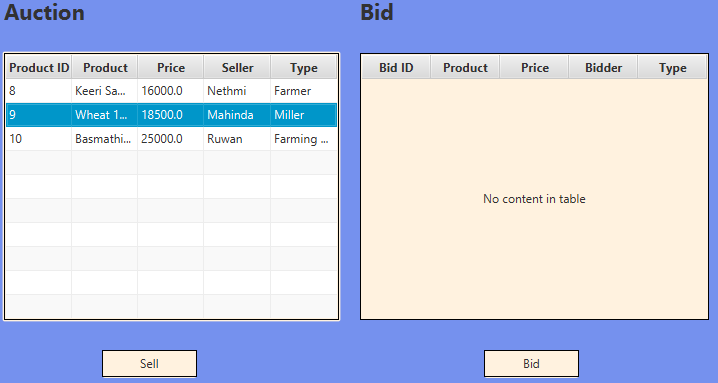 Auction
Bid
Product ID Product Price Seller Type
8 Keeri Sa... 16000.0 Nethmi Farmer
9 Wheat 1... 18500.0 Mahinda Miller
10 Basmathi... 25000.0 Ruwan Farming ...
Bid ID Product Price Bidder Type
No content in table
Sell
Bid